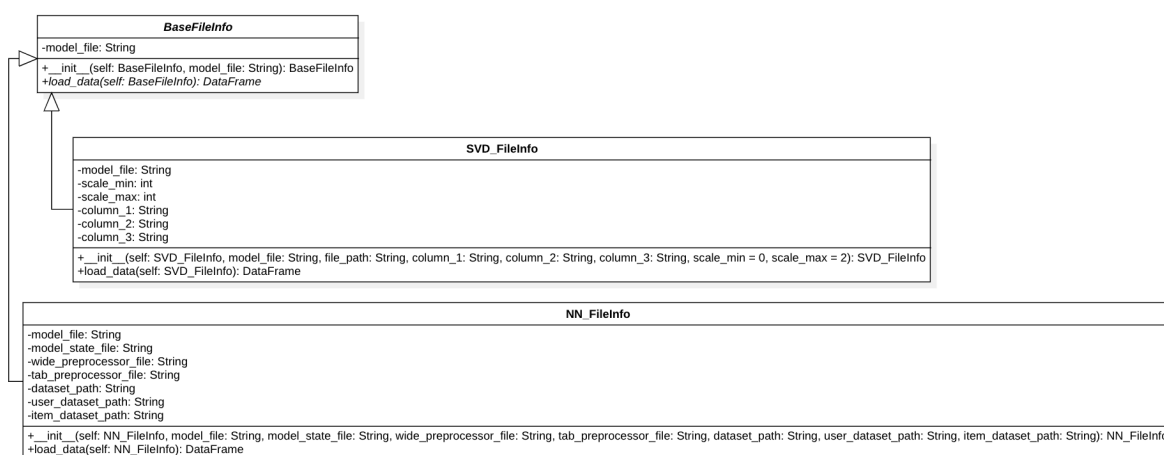 BaseFileInfo
-model_file: String
+__init__(self: BaseFileInfo, model_file: String): BaseFileInfo
+load_data(self: BaseFileInfo): DataFrame
SVD_FileInfo
-model_file: String
-scale_min: int
-scale_max: int
-column_1: String
-column_2: String
-column_3: String
+__init__(self: SVD_FileInfo, model_file: String, file_path: String, column_1: String, column_2: String, column_3: String, scale_min = 0, scale_max = 2): SVD_FileInfo
+load_data(self: SVD_FileInfo): DataFrame
NN_FileInfo
-model_file: String
-model_state_file: String
-wide_preprocessor_file: String
-tab_preprocessor_file: String
-dataset_path: String
-user_dataset_path: String
-item_dataset_path: String
+__init__(self: NN_FileInfo, model_file: String, model_state_file: String, wide_preprocessor_file: String, tab_preprocessor_file: String, dataset_path: String, user_dataset_path: String, item_dataset_path: String): NN_FileInfo
+load_data(self: NN_FileInfo): DataFrame